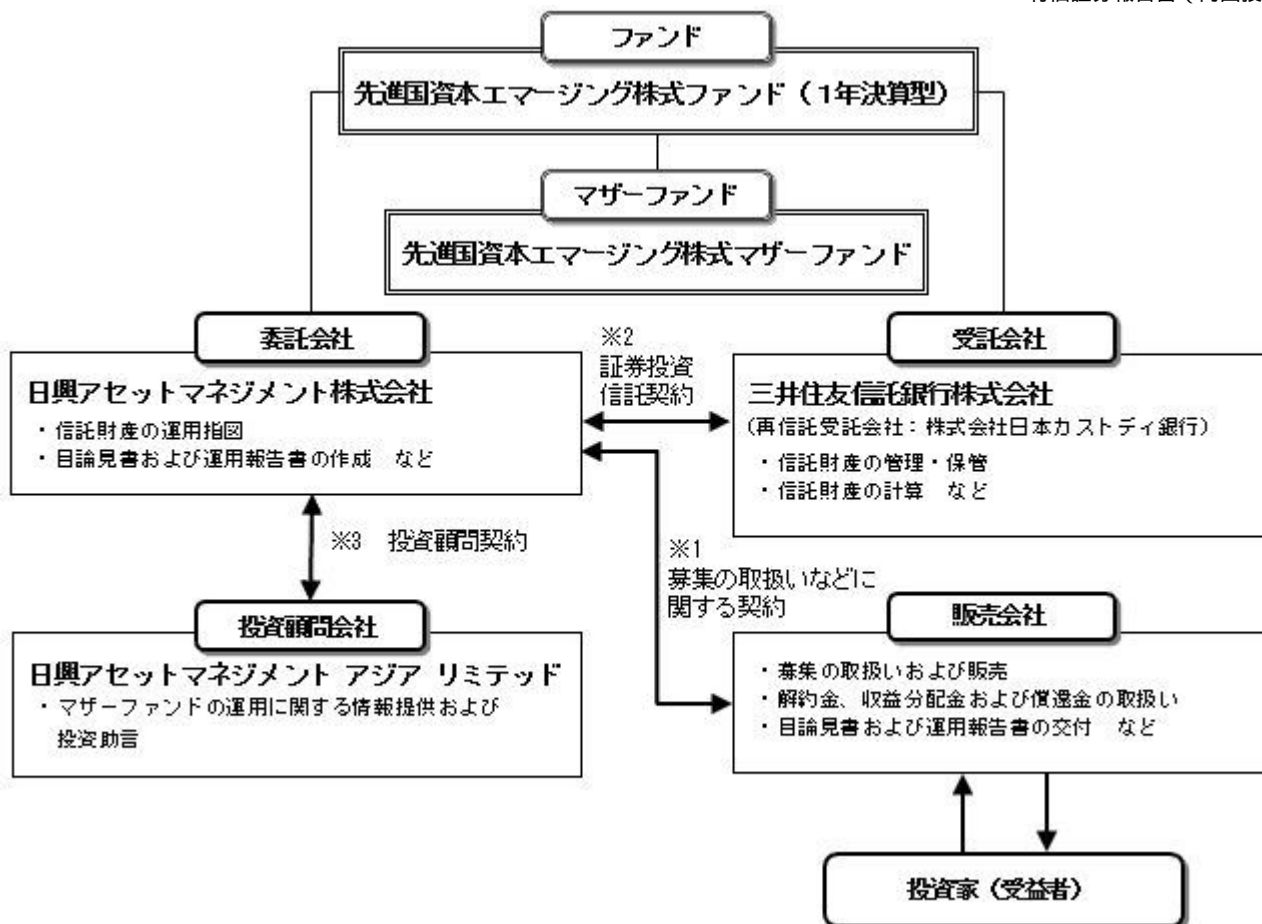 ファンド
先進国資本エマージング株式ファンド（1年決算型）
マザーファンド
先進国資本エマージング株式マザーファンド
委託会社
日興アセットマネジメント株式会社
・信託財産の運用指図
・目論見書および運用報告書の作成　など
※2
証券投資
信託契約
受託会社
三井住友信託銀行株式会社
(再信託受託会社：株式会社日本カストディ銀行)
・信託財産の管理・保管
・信託財産の計算　など
※3　投資顧問契約
※1
募集の取扱いなどに
関する契約
投資顧問会社
日興アセットマネジメント アジア リミテッド
・マザーファンドの運用に関する情報提供および
投資助言
販売会社
・募集の取扱いおよび販売
・解約金、収益分配金および償還金の取扱い
・目論見書および運用報告書の交付　など
投資家（受益者）